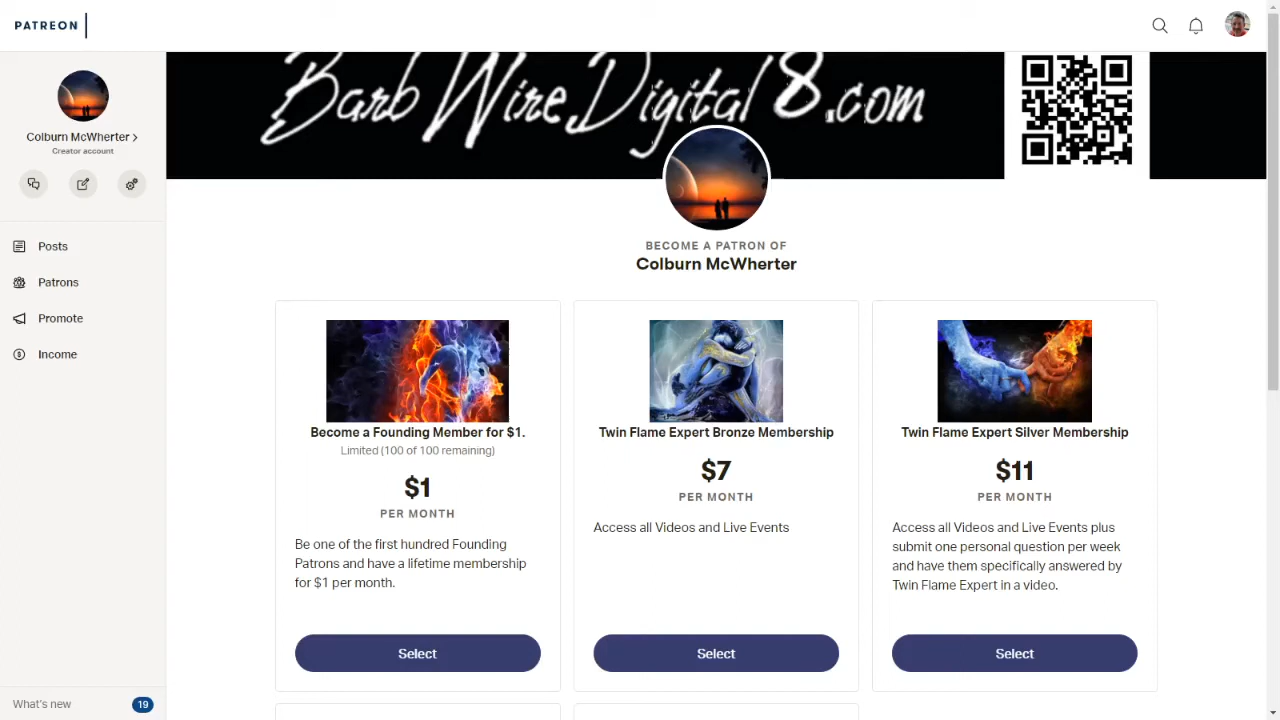 PATREON
Colburn McWherter
Creator account
Posts
Patrons
Promote
Income
What's new
19
BarbWireDigital8.com
BECOME A PATRON OF
Colburn McWherter
Become a Founding Member for $1.
Limited (100 of 100 remaining)
$1
PER MONTH
Be one of the first hundred Founding
Patrons and have a lifetime membership
for $1 per month.
Select
Twin Flame Expert Bronze Membership
$7
PER MONTH
Access all Videos and Live Events
Select
Twin Flame Expert Silver Membership
$11
PER MONTH
Access all Videos and Live Events plus
submit one personal question per week
and have them specifically answered by
Twin Flame Expert in a video.
Select